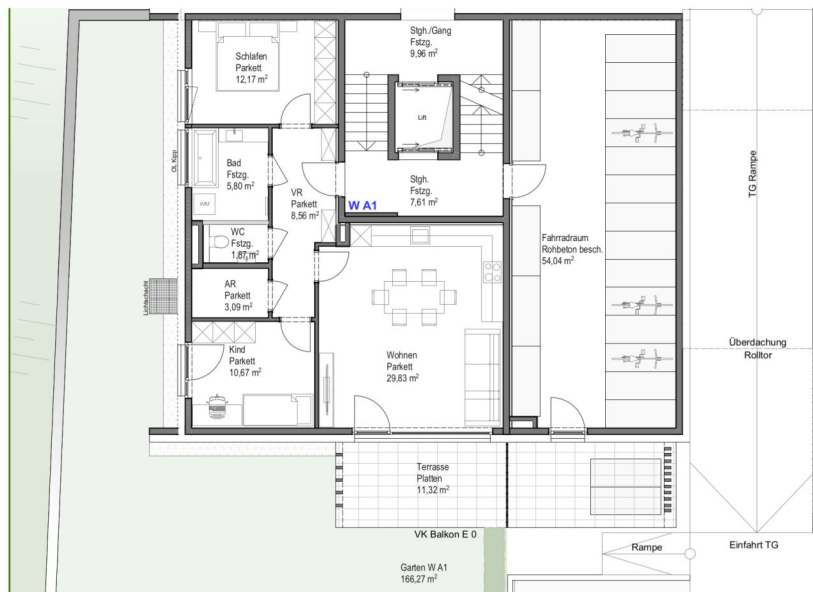 Stgh./Gang
Fstzg.
9,96 m²
Schlafen
Parkett
12,17 m²
Lift
OL Kipp
Bad
Fstzg.
5,80 m²
WM
VR
Parkett
8,56 m²
Stgh.
Fstzg.
7,61 m²
W A1
WC
Fstzg.
1,87 m²
Fahrradraum
Rohbeton besch.
54,04 m²
TG Rampe
AR
Parkett
3,09 m²
Lichtschacht
Kind
Parkett
10,67 m²
Wohnen
Parkett
29,83 m²
Überdachung
Rolltor
Terrasse
Platten
11,32 m²
VK Balkon E 0
Rampe
Einfahrt TG
Garten W A1
166,27 m²